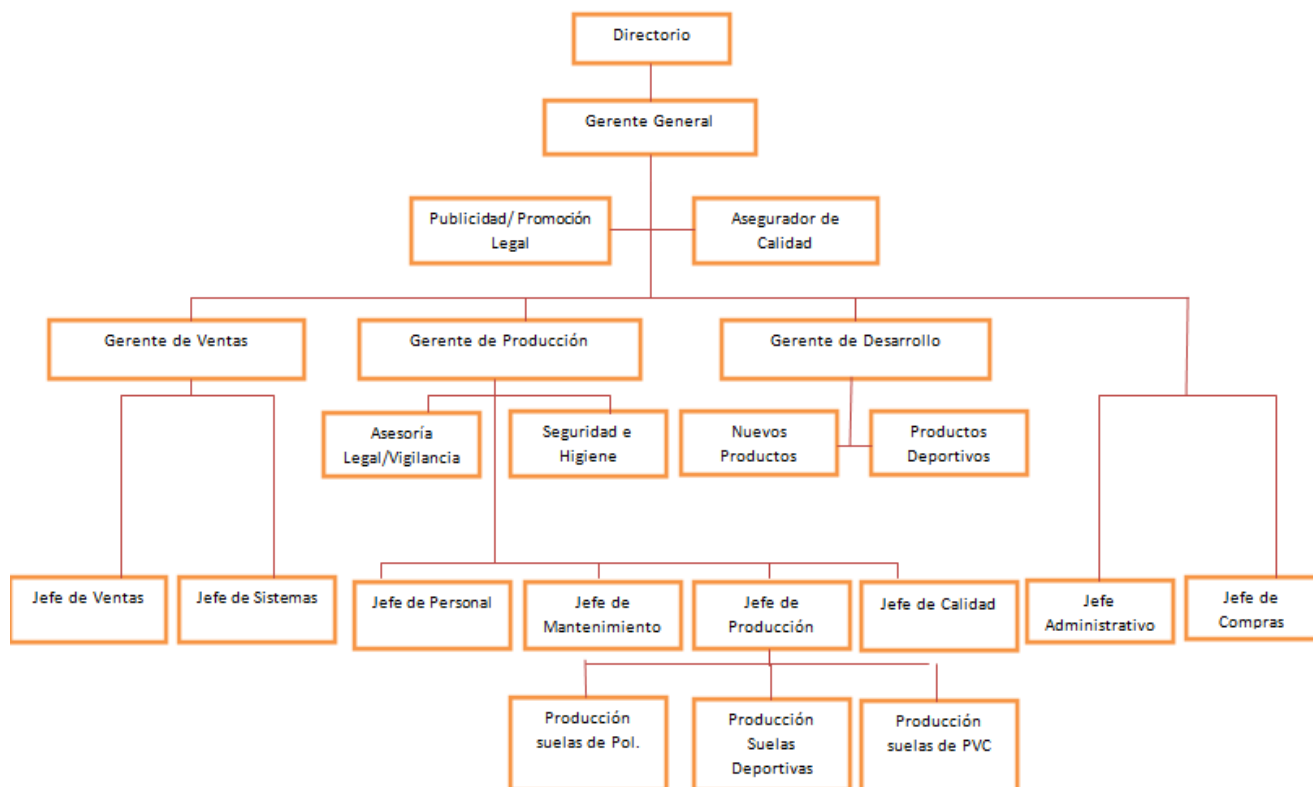 Directorio
Gerente General
Publicidad/ Promoción
Legal
Asegurador de
Calidad
Gerente de Ventas
Gerente de Producción
Gerente de Desarrollo
Asesoría
Legal/Vigilancia
Seguridad e
Higiene
Nuevos
Productos
Productos
Deportivos
Jefe de Ventas
Jefe de Sistemas
Jefe de Personal
Jefe de
Mantenimiento
Jefe de
Producción
Jefe de Calidad
Jefe
Administrativo
Jefe de
Compras
Producción
suelas de Pol.
Producción
Suelas
Deportivas
Producción
suelas de PVC